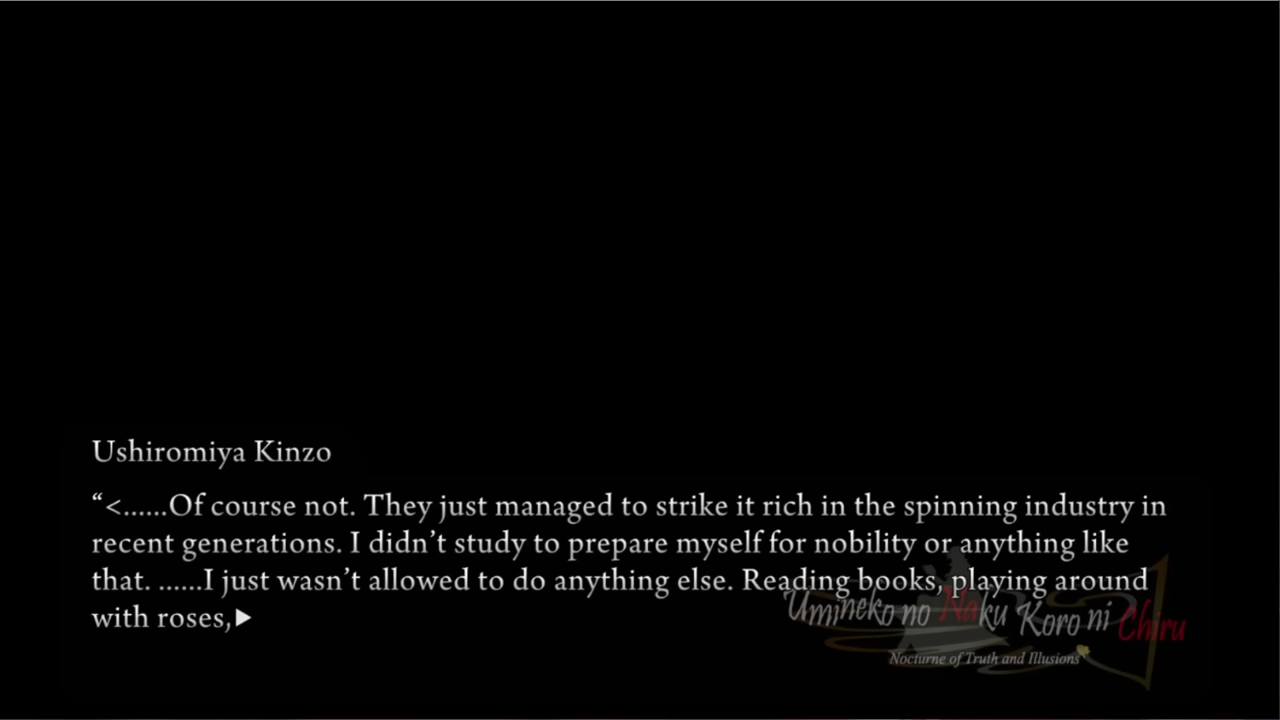 Ushiromiya Kinzo
“<......Of course not. They just managed to strike it rich in the spinning industry in
recent generations. I didn’t study to prepare myself for nobility or anything like
that. ......I just wasn’t allowed to do anything else. Reading books, playing around
with roses,
Umineko no Naku Koro ni Chiru
Nocturne of Truth and Illusions